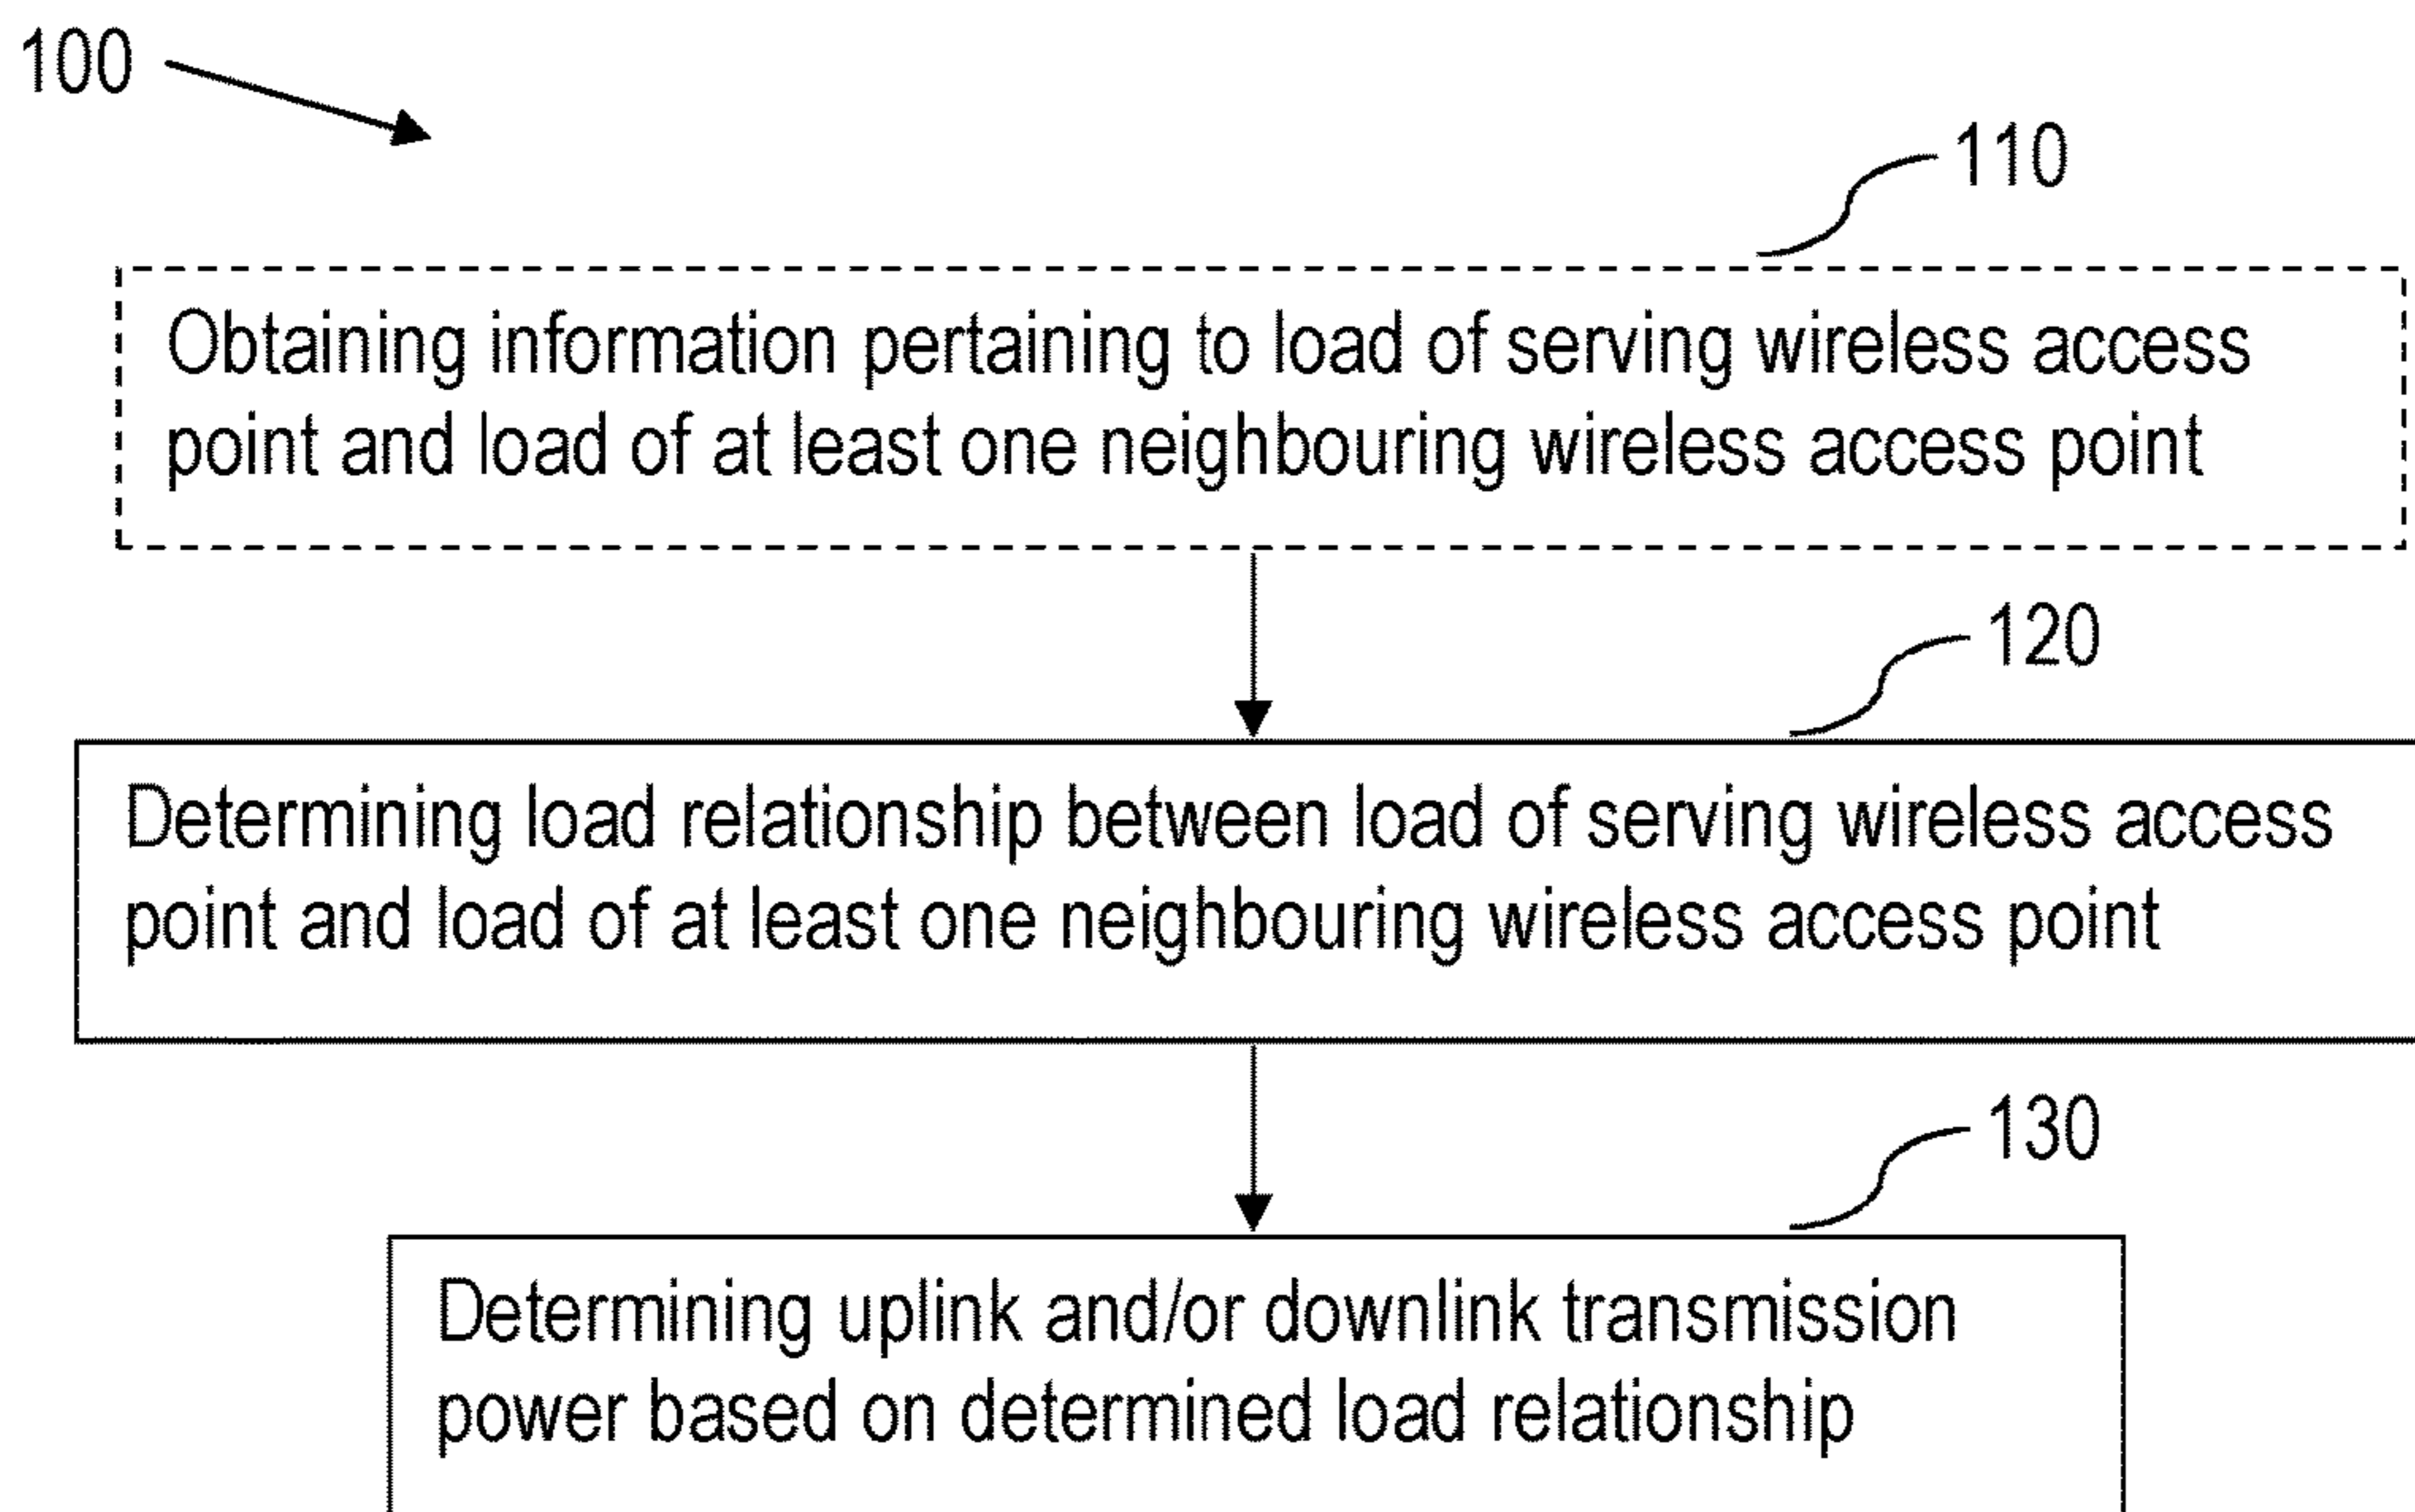 100
110
Obtaining information pertaining to load of serving wireless access
point and load of at least one neighbouring wireless access point
120
Determining load relationship between load of serving wireless access
point and load of at least one neighbouring wireless access point
130
Determining uplink and/or downlink transmission
power based on determined load relationship